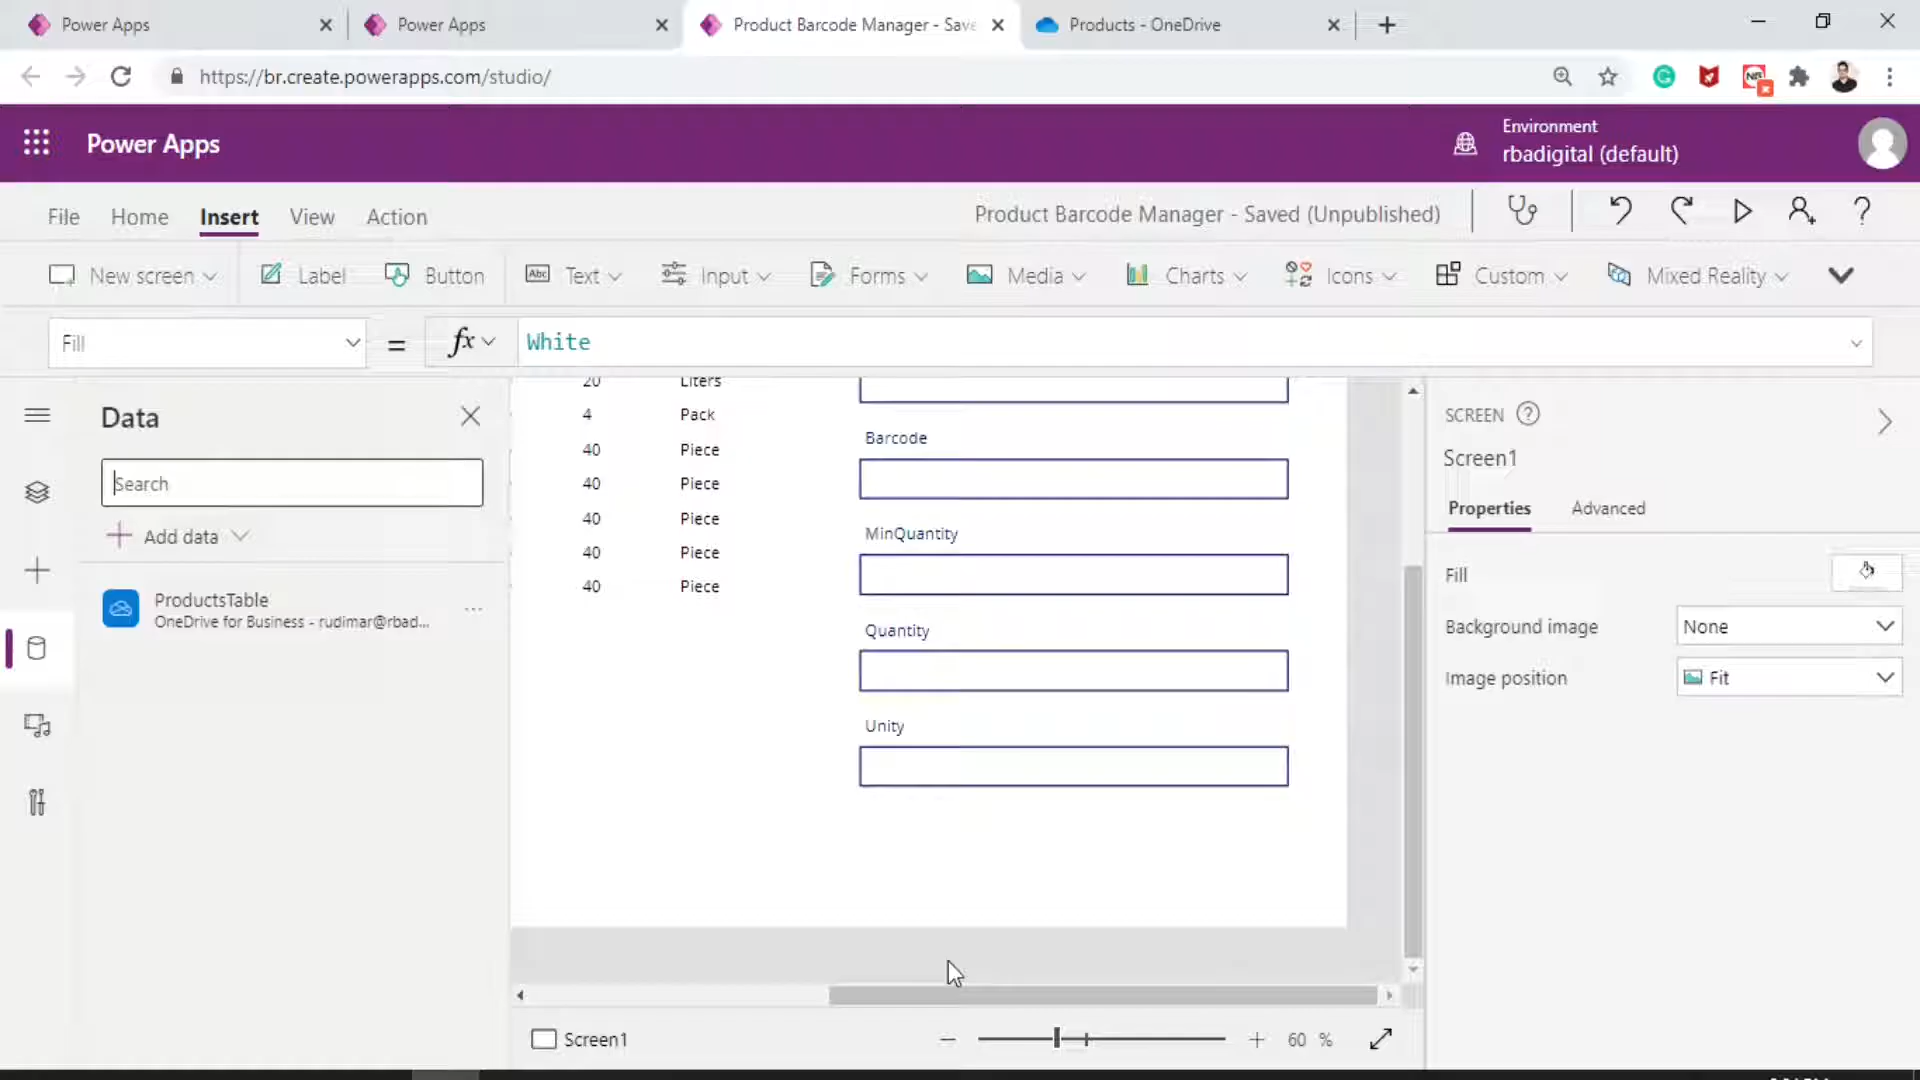 Power Apps
Power Apps
Product Barcode Manager - Save
Products - OneDrive
https://br.create.powerapps.com/studio/
Power Apps
Environment
rbadigital (default)
File
Home
Insert
View
Action
Product Barcode Manager - Saved (Unpublished)
New screen
Label
Button
Abc
Text
Input
Forms
Media
Charts
Icons
Custom
Mixed Reality
Fill
=
fx
White
Data
Search
Add data
ProductsTable
OneDrive for Business - rudimar@rbad...
20 Liters
4 Pack
40 Piece
40 Piece
40 Piece
40 Piece
40 Piece
Barcode
MinQuantity
Quantity
Unity
SCREEN
Screen1
Properties
Advanced
Fill
Background image
None
Image position
Fit
Screen1
60 %